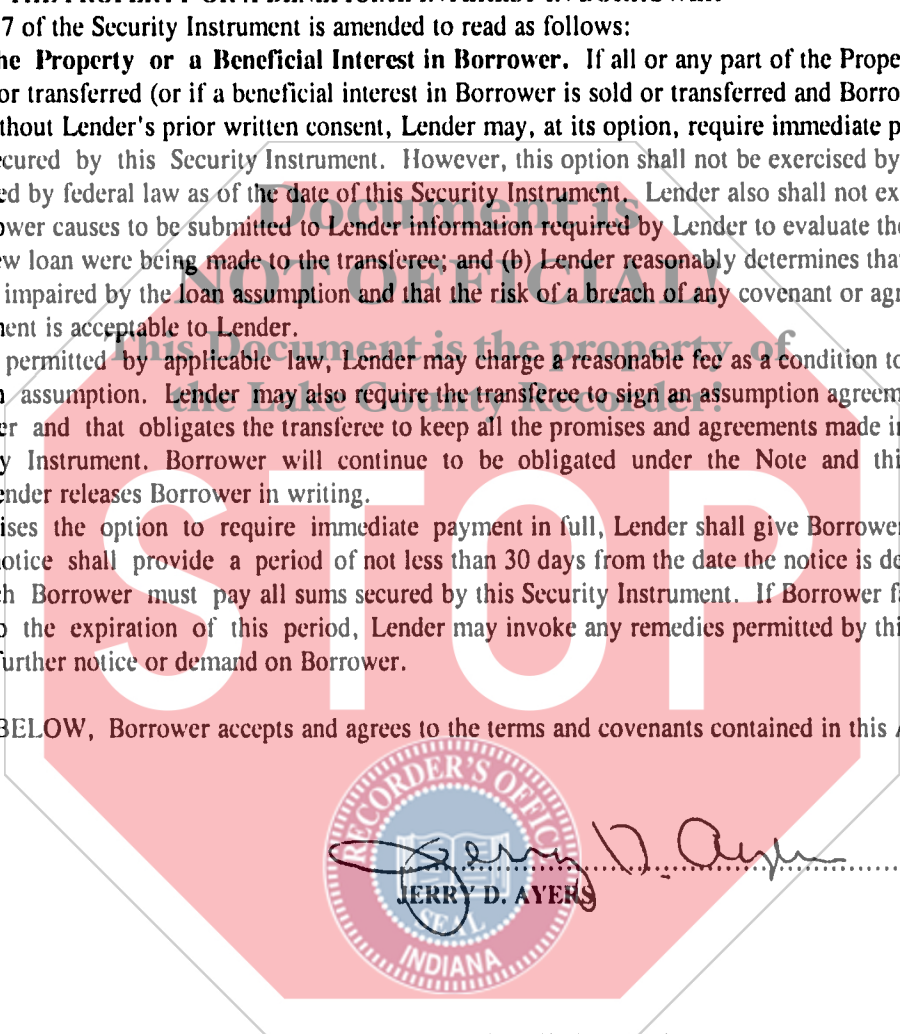 7 of the Security Instrument is amended to read as follows:
he Property or a Beneficial Interest in Borrower. If all or any part of the Prope
or transferred (or if a beneficial interest in Borrower is sold or transferred and Borro
ithout Lender's prior written consent, Lender may, at its option, require immediate p
ecured by this Security Instrument. However, this option shall not be exercised by
ed by federal law as of the date of this Security Instrument. Lender also shall not ex
ower causes to be submitted to Lender information required by Lender to evaluate the
Document is
ew loan were being made to the transferee; and (b) Lender reasonably determines tha
NOT OFFICIAL!
impaired by the loan assumption and that the risk of a breach of any covenant or agr
nent is acceptable to Lender.
This Document is the property of
permitted by applicable law, Lender may charge a reasonable fee as a condition to
the Lake County Recorder!
n assumption. Lender may also require the transferee to sign an assumption agreem
er and that obligates the transferee to keep all the promises and agreements made i
y Instrument. Borrower will continue to be obligated under the Note and thi
ender releases Borrower in writing.
STOP
ises the option to require immediate payment in full, Lender shall give Borrower
otice shall provide a period of not less than 30 days from the date the notice is de
h Borrower must pay all sums secured by this Security Instrument. If Borrower f
o the expiration of this period, Lender may invoke any remedies permitted by thi
further notice or demand on Borrower.
BELOW, Borrower accepts and agrees to the terms and covenants contained in this A
RECORDER'S OFFICE
Jerry D. Ayers
JERRY D. AYERS
SEAL
INDIANA